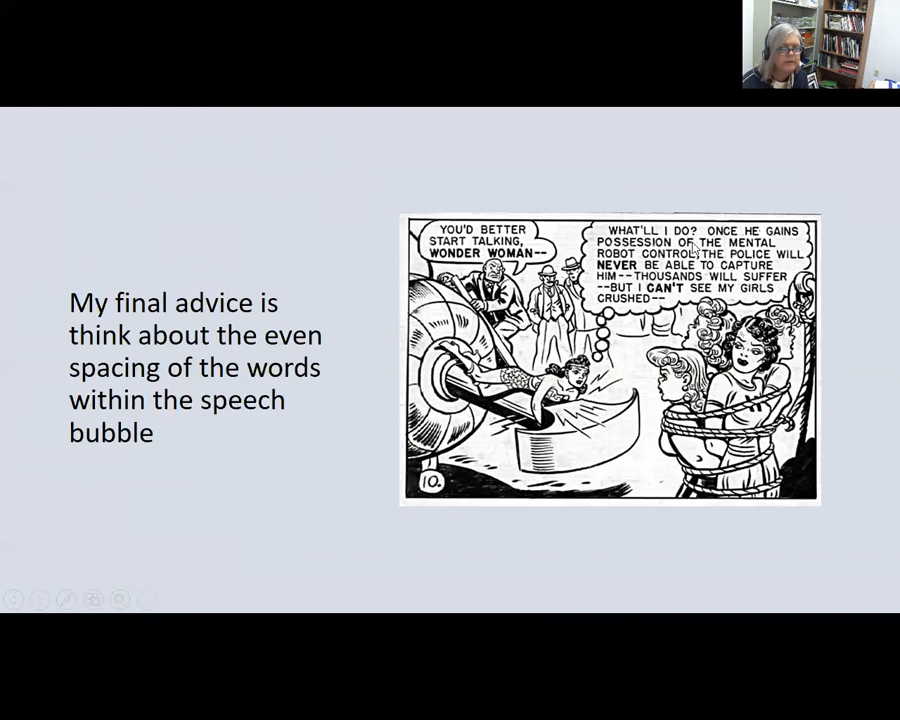 My final advice is
think about the even
spacing of the words
within the speech
bubble
YOU'D BETTER
START TALKING,
WONDER WOMAN--
WHAT'LL I DO? ONCE HE GAINS
POSSESSION OF THE MENTAL
ROBOT CONTROL, THE POLICE WILL
NEVER BE ABLE TO CAPTURE
HIM--THOUSANDS WILL SUFFER
--BUT I CAN'T SEE MY GIRLS
CRUSHED--
10.